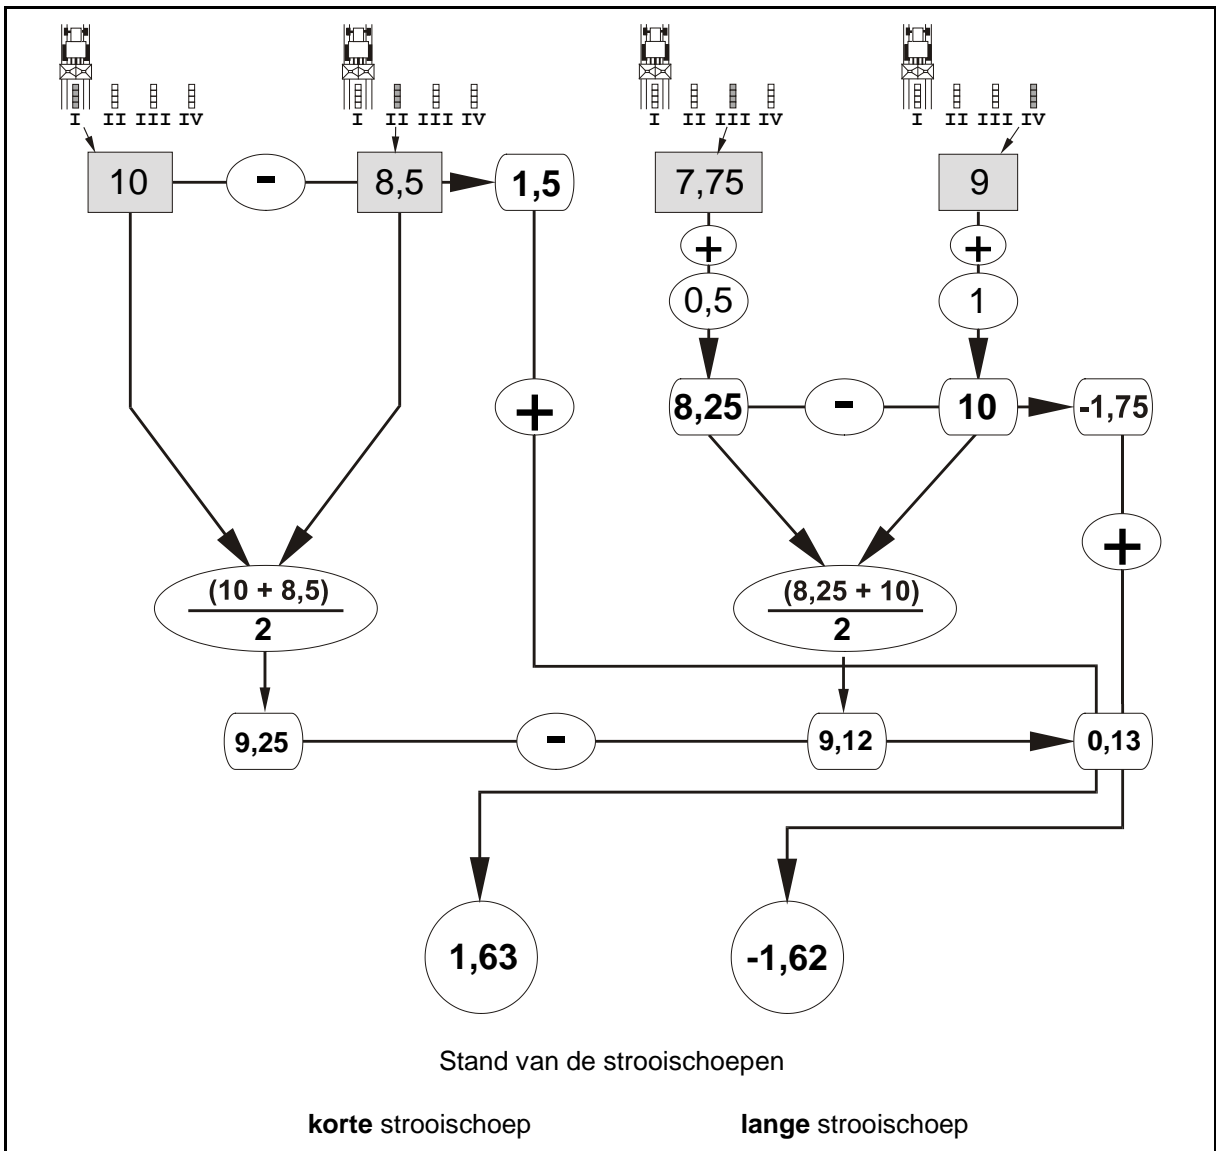 I II III IV
I II III IV
I II III IV
I II III IV
10 - 8,5 1,5
7,75 9
+ +
0,5 1
8,25 - 10 -1,75
+
+
(10 + 8,5)
2
(8,25 + 10)
2
9,25 - 9,12 0,13
1,63 -1,62
Stand van de strooischoepen
korte strooischoep
lange strooischoep